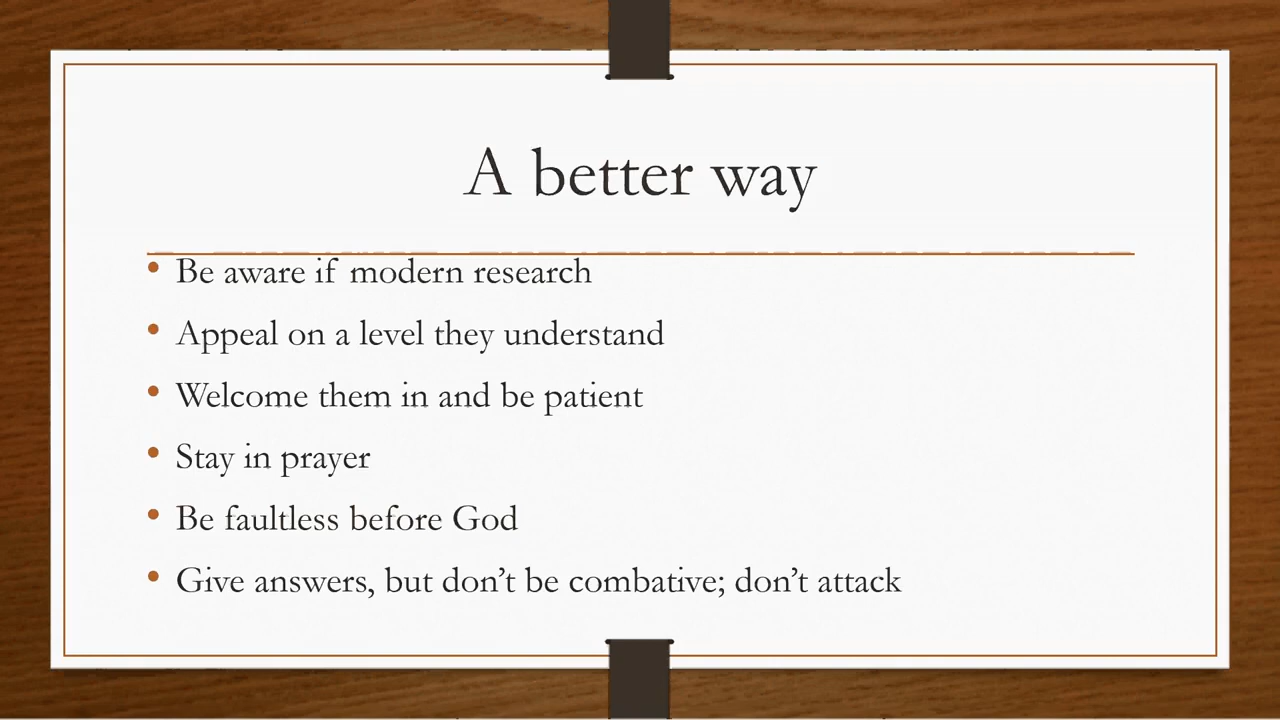 A better way
• Be aware if modern research
• Appeal on a level they understand
• Welcome them in and be patient
• Stay in prayer
• Be faultless before God
• Give answers, but don’t be combative; don’t attack